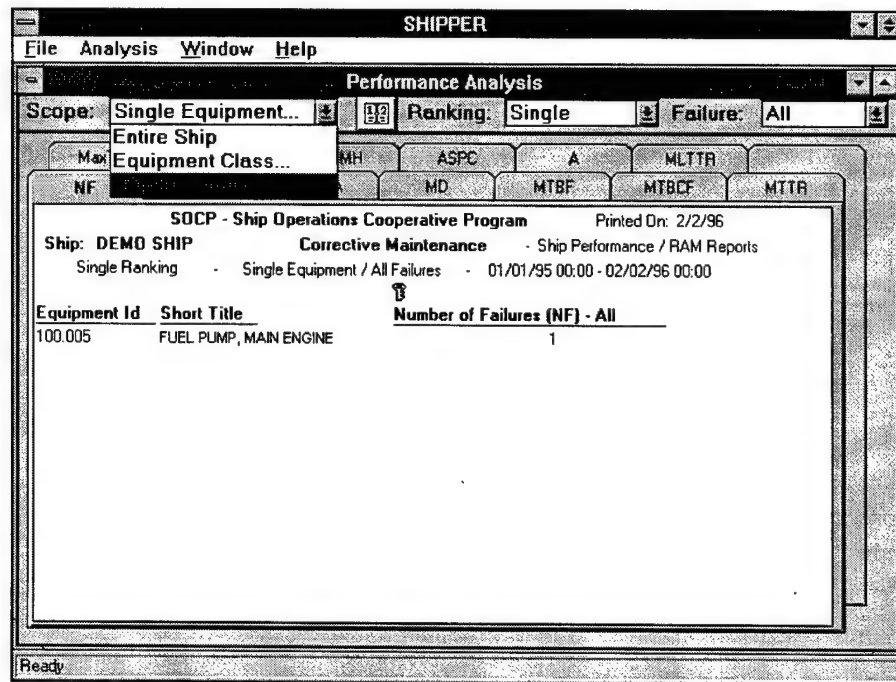 SHIPPER
File Analysis Window Help
Performance Analysis
Scope: Single Equipment... Ranking: Single Failure: All
Entire Ship
Equipment Class...
Max MH ASPC A MLTTR
NF A MD MTBF MTBCF MTTR
SOCP - Ship Operations Cooperative Program Printed On: 2/2/96
Ship: DEMO SHIP Corrective Maintenance - Ship Performance / RAM Reports
Single Ranking - Single Equipment / All Failures - 01/01/95 00:00 - 02/02/96 00:00
Equipment Id Short Title Number of Failures (NF) - All
100.005 FUEL PUMP, MAIN ENGINE 1
Ready